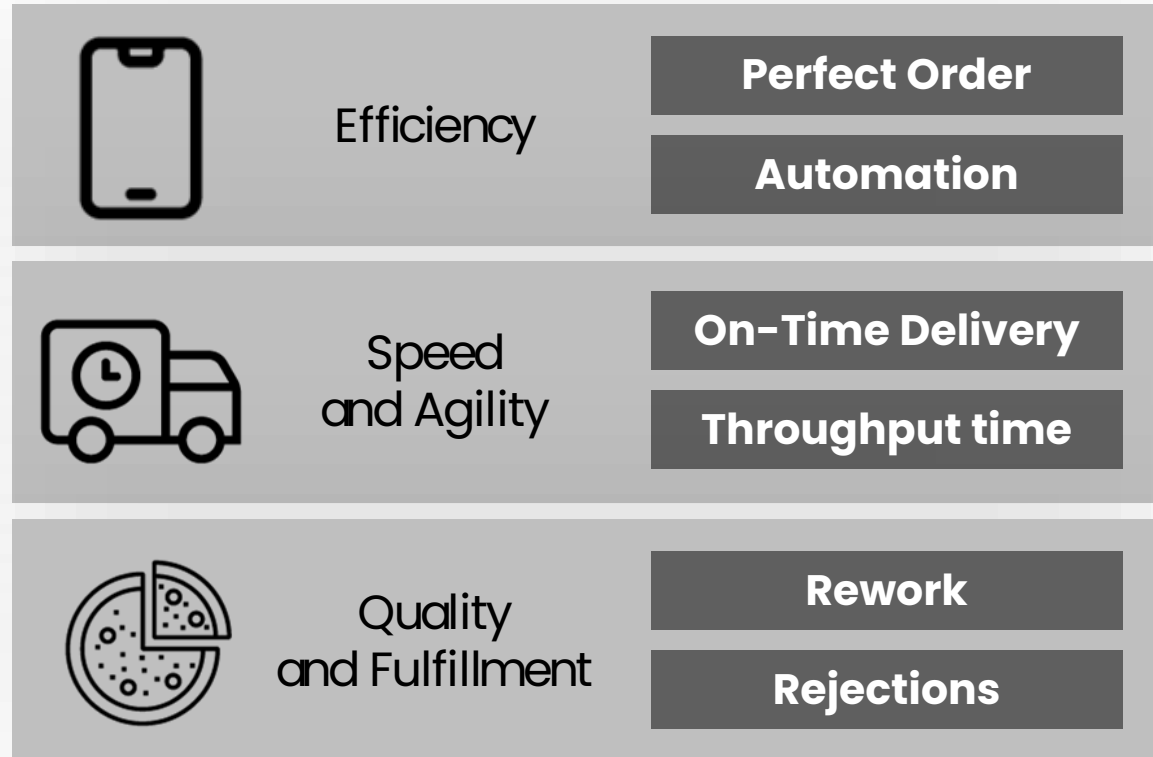 Efficiency
Perfect Order
Automation
Speed
and Agility
On-Time Delivery
Throughput time
Quality
and Fulfillment
Rework
Rejections